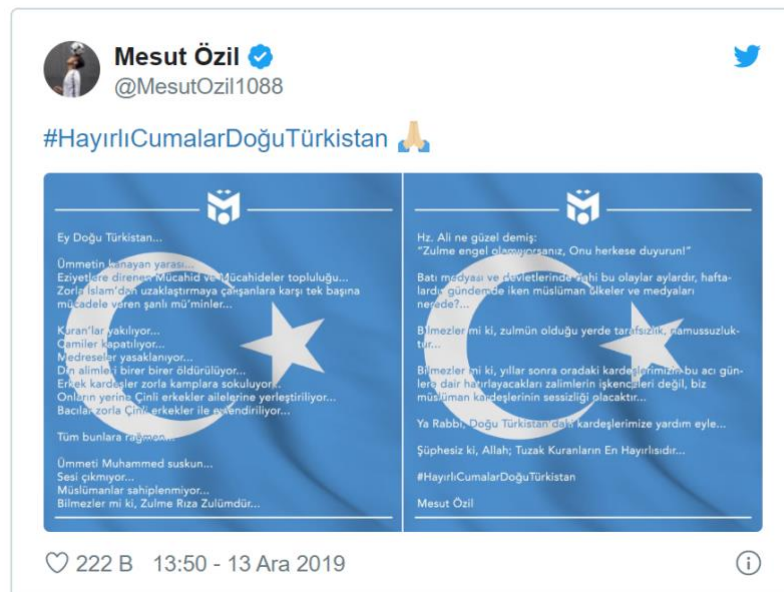 Mesut Özil
@MesutOzil1088
#HayırlıCumalarDoğuTürkistan
Ey Doğu Türkistan...
Ümmetin kanayan yarası...
Eziyetlere direnen Mücahid ve Mücahideler topluluğu...
Zorla İslam'dan uzaklaştırmaya çalışanlara karşı tek başına
mücadele veren şanlı mü'minler...
Kuran'lar yakılıyor...
Camiler kapatılıyor...
Medreseler yasaklanıyor...
Din alimleri birer birer öldürülüyor...
Erkek kardeşler zorla kamplara sokuluyor...
Onların yerine Çinli erkekler ailelerine yerleştiriliyor...
Bacılar zorla Çinli erkekler ile evlendiriliyor...
Tüm bunlara rağmen...
Ümmeti Muhammed suskun...
Sesi çıkmıyor...
Müslümanlar sahiplenmiyor...
Bilmezler mi ki, Zulme Rıza Zulümdür...
Hz. Ali ne güzel demiş:
"Zulme engel olamıyorsanız, Onu herkese duyurun!"
Batı medyası ve devletlerinde dahi bu olaylar aylardır, hafta-
lardır gündemde iken müslüman ülkeler ve medyaları
nerede?...
Bilmezler mi ki, zulmün olduğu yerde tarafsızlık, namussuzluk-
tur...
Bilmezler mi ki, yıllar sonra oradaki kardeşlerimizin bu acı gün-
lere dair hatırlayacakları zalimlerin işkenceleri değil, biz
müslüman kardeşlerinin sessizliği olacaktır...
Ya Rabbi, Doğu Türkistan'daki kardeşlerimize yardım eyle...
Şüphesiz ki, Allah; Tuzak Kuranların En Hayırlısıdır...
#HayırlıCumalarDoğuTürkistan
Mesut Özil
222 B 13:50 - 13 Ara 2019